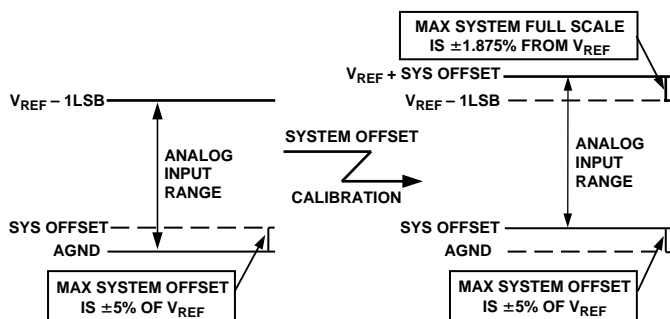 MAX SYSTEM FULL SCALE
IS ±1.875% FROM VREF
VREF + SYS OFFSET
VREF – 1LSB
VREF – 1LSB
SYSTEM OFFSET
CALIBRATION
ANALOG
INPUT
RANGE
ANALOG
INPUT
RANGE
SYS OFFSET
AGND
SYS OFFSET
AGND
MAX SYSTEM OFFSET
IS ±5% OF VREF
MAX SYSTEM OFFSET
IS ±5% OF VREF